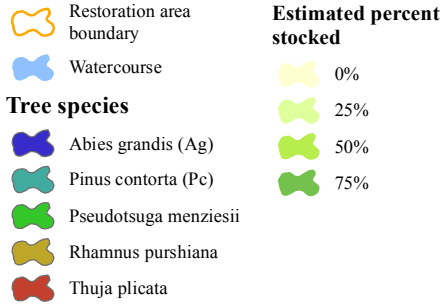 Restoration area
boundary
Watercourse
Tree species
Abies grandis (Ag)
Pinus contorta (Pc)
Pseudotsuga menziesii
Rhamnus purshiana
Thuja plicata
Estimated percent
stocked
0%
25%
50%
75%